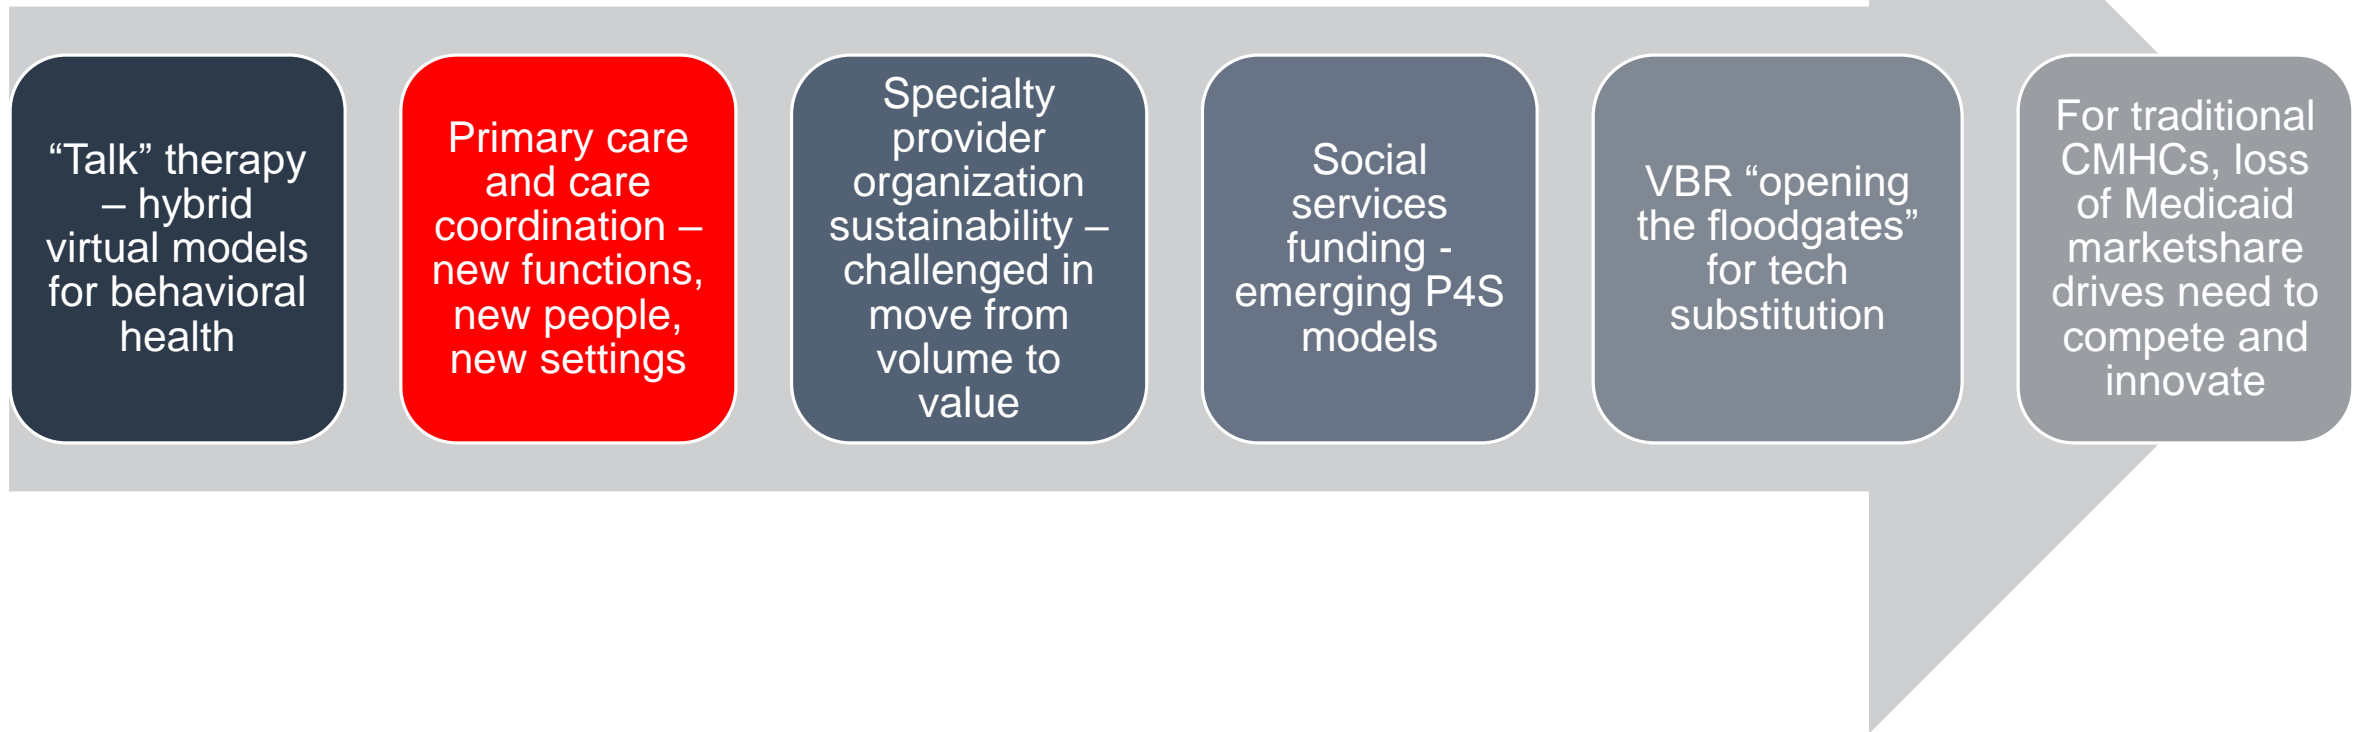 “Talk” therapy
– hybrid
virtual models
for behavioral
health
Primary care
and care
coordination –
new functions,
new people,
new settings
Specialty
provider
organization
sustainability –
challenged in
move from
volume to
value
Social
services
funding -
emerging P4S
models
VBR “opening
the floodgates”
for tech
substitution
For traditional
CMHCs, loss
of Medicaid
marketshare
drives need to
compete and
innovate